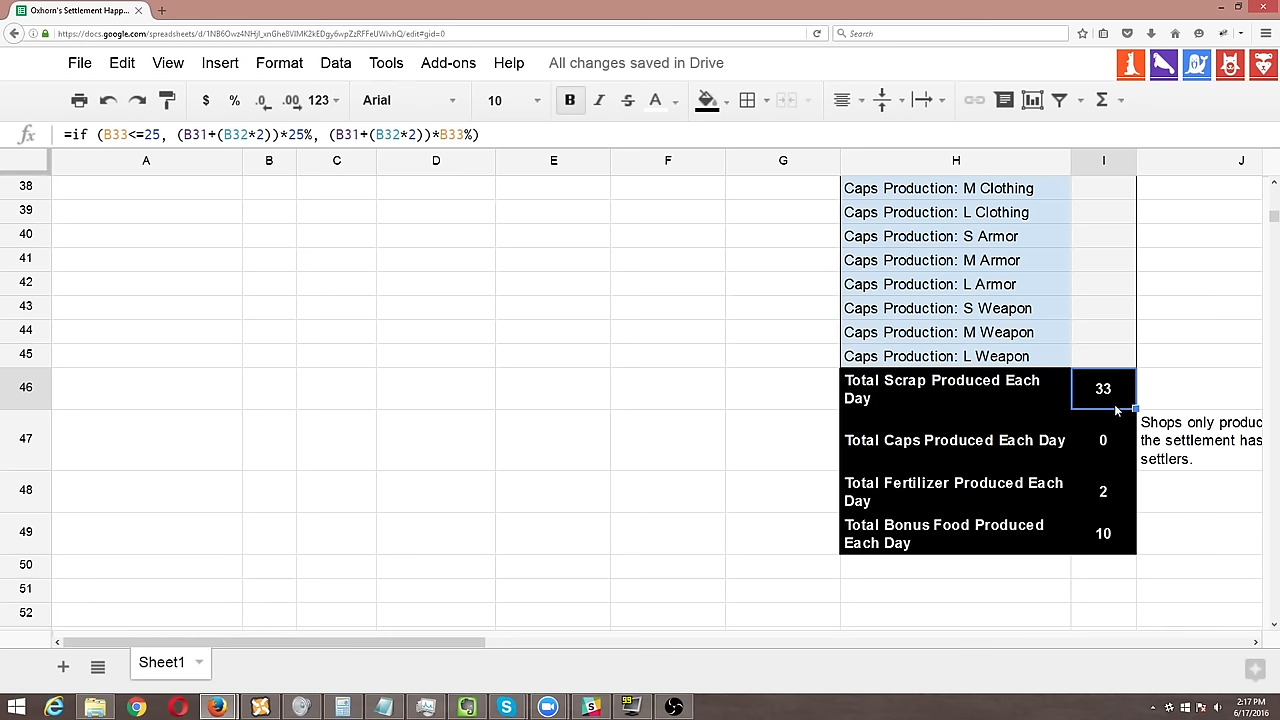 Oxhorn's Settlement Happ... ×
https://docs.google.com/spreadsheets/d/1NB6Owz4NHjI_xnGhe8VIMK2kEDgy6wpZzRFFeUWIvhQ/edit#gid=0
Search
File Edit View Insert Format Data Tools Add-ons Help All changes saved in Drive
$ % .0 .00 123 Arial 10 B I S A Σ
fx =if (B33<=25, (B31+(B32*2))*25%, (B31+(B32*2))*B33%)
A B C D E F G H I J
38 Caps Production: M Clothing
39 Caps Production: L Clothing
40 Caps Production: S Armor
41 Caps Production: M Armor
42 Caps Production: L Armor
43 Caps Production: S Weapon
44 Caps Production: M Weapon
45 Caps Production: L Weapon
46 Total Scrap Produced Each
Day 33
47 Total Caps Produced Each Day 0
Shops only produc
the settlement has
settlers.
48 Total Fertilizer Produced Each
Day 2
49 Total Bonus Food Produced
Each Day 10
50
51
52
+ Sheet1
99
2:17 PM
6/17/2016